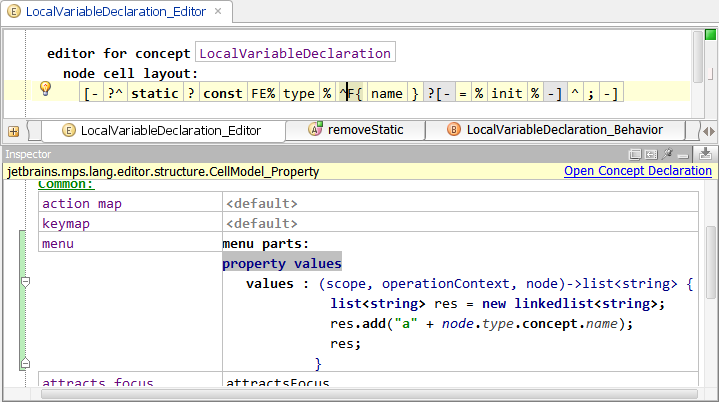 LocalVariableDeclaration_Editor ×
editor for concept LocalVariableDeclaration
node cell layout:
[- ?^ static ? const FE% type % ^F{ name } ?[- = % init % -] ^ ; -]
LocalVariableDeclaration_Editor removeStatic LocalVariableDeclaration_Behavior
Inspector
jetbrains.mps.lang.editor.structure.CellModel_Property Open Concept Declaration
Common:
action map <default>
keymap <default>
menu menu parts:
property values
values : (scope, operationContext, node)->list<string> {
list<string> res = new linkedlist<string>;
res.add("a" + node.type.concept.name);
res;
}
attracts focus attractsFocus